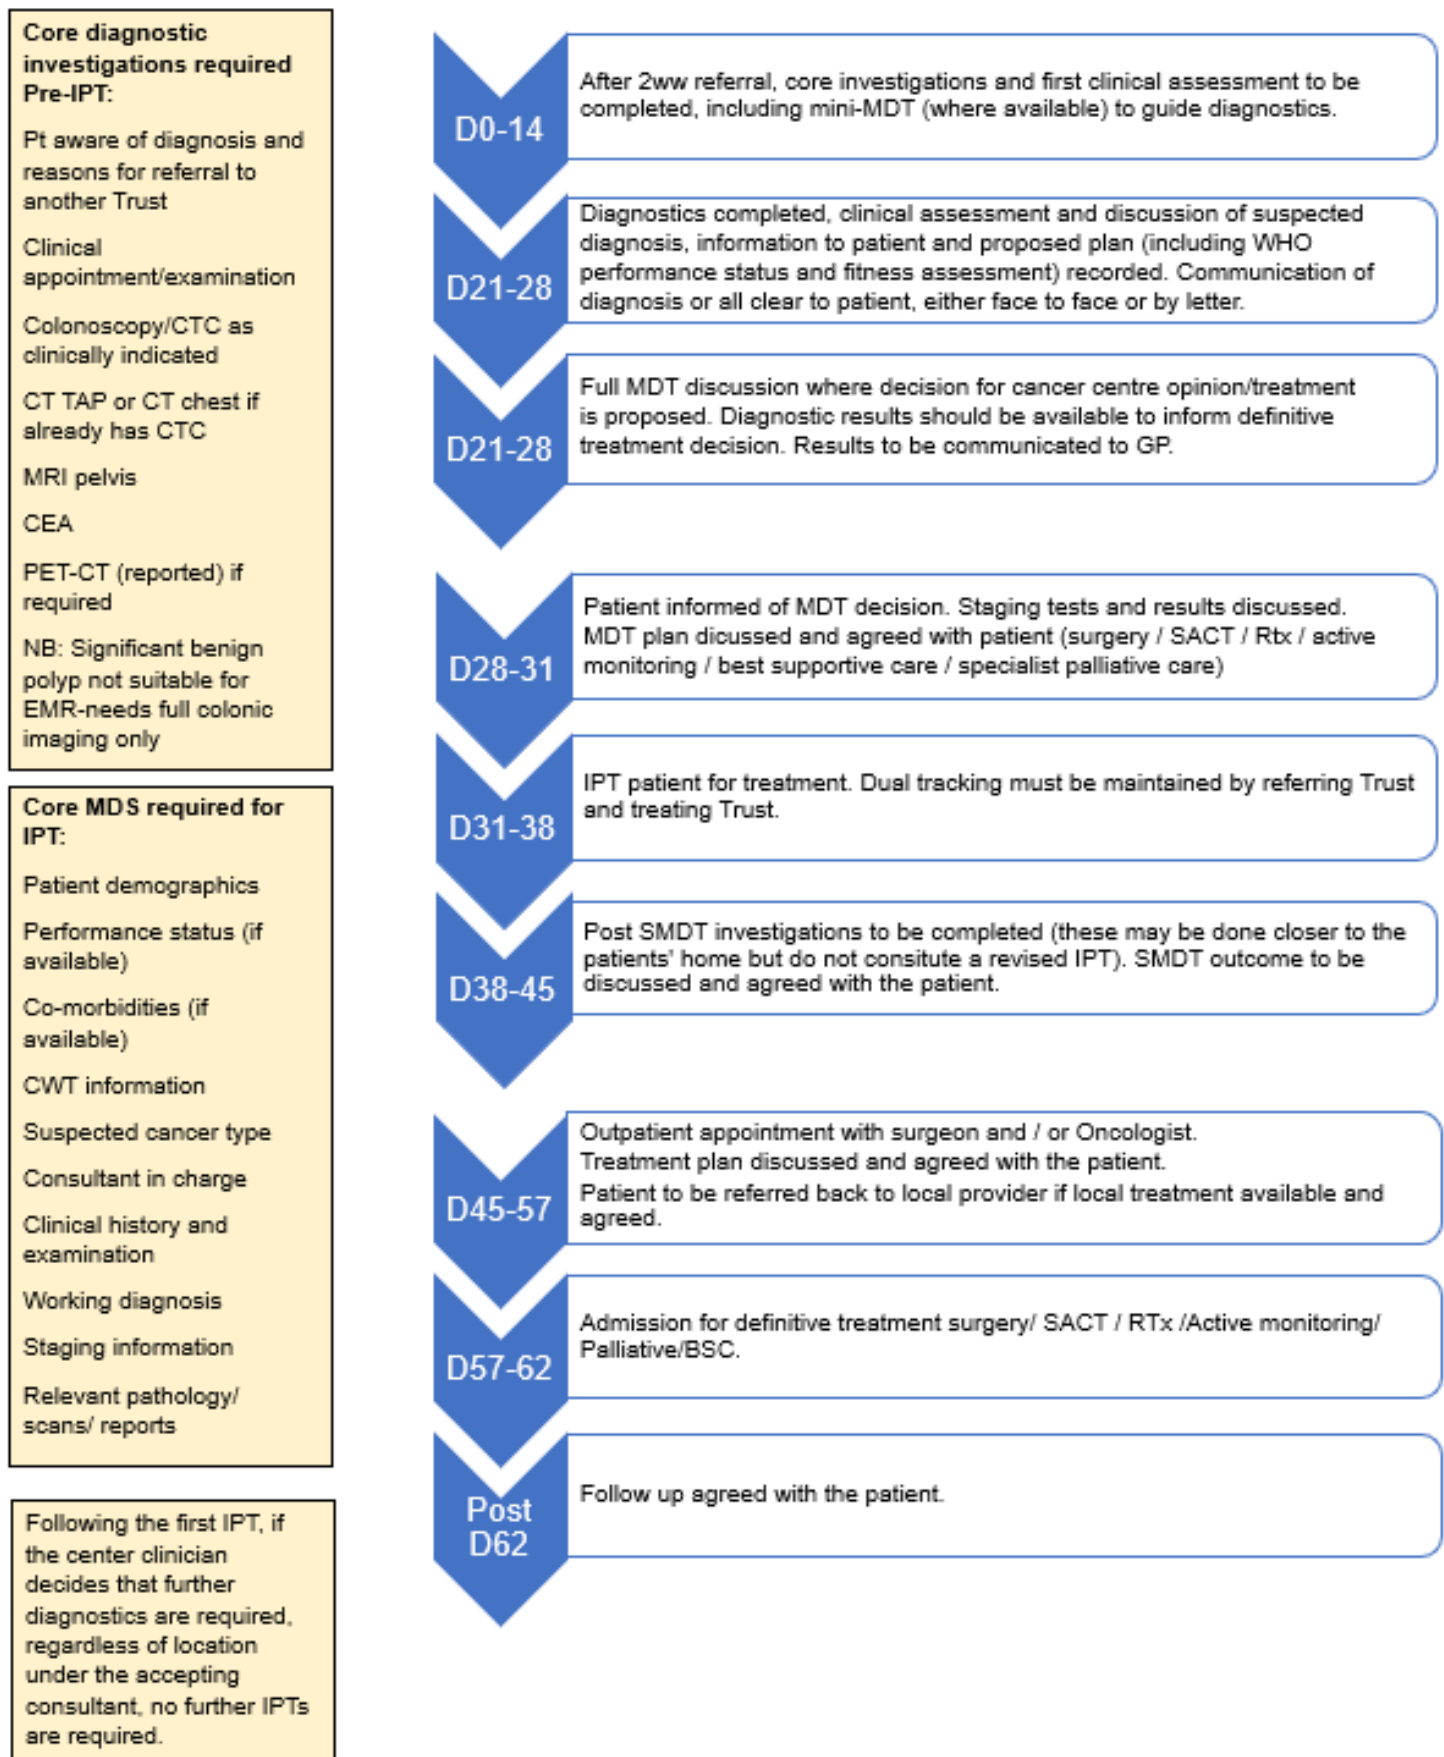 Core diagnostic
investigations required
Pre-IPT:
Pt aware of diagnosis and
reasons for referral to
another Trust
Clinical
appointment/examination
Colonoscopy/CTC as
clinically indicated
CT TAP or CT chest if
already has CTC
MRI pelvis
CEA
PET-CT (reported) if
required
NB: Significant benign
polyp not suitable for
EMR-needs full colonic
imaging only
Core MDS required for
IPT:
Patient demographics
Performance status (if
available)
Co-morbidities (if
available)
CWT information
Suspected cancer type
Consultant in charge
Clinical history and
examination
Working diagnosis
Staging information
Relevant pathology/
scans/ reports
Following the first IPT, if
the center clinician
decides that further
diagnostics are required,
regardless of location
under the accepting
consultant, no further IPTs
are required.
D0-14
After 2ww referral, core investigations and first clinical assessment to be
completed, including mini-MDT (where available) to guide diagnostics.
D21-28
Diagnostics completed, clinical assessment and discussion of suspected
diagnosis, information to patient and proposed plan (including WHO
performance status and fitness assessment) recorded. Communication of
diagnosis or all clear to patient, either face to face or by letter.
D21-28
Full MDT discussion where decision for cancer centre opinion/treatment
is proposed. Diagnostic results should be available to inform definitive
treatment decision. Results to be communicated to GP.
D28-31
Patient informed of MDT decision. Staging tests and results discussed.
MDT plan dicussed and agreed with patient (surgery / SACT / Rtx / active
monitoring / best supportive care / specialist palliative care)
D31-38
IPT patient for treatment. Dual tracking must be maintained by referring Trust
and treating Trust.
D38-45
Post SMDT investigations to be completed (these may be done closer to the
patients' home but do not consitute a revised IPT). SMDT outcome to be
discussed and agreed with the patient.
D45-57
Outpatient appointment with surgeon and / or Oncologist.
Treatment plan discussed and agreed with the patient.
Patient to be referred back to local provider if local treatment available and
agreed.
D57-62
Admission for definitive treatment surgery/ SACT / RTx /Active monitoring/
Palliative/BSC.
Post
D62
Follow up agreed with the patient.